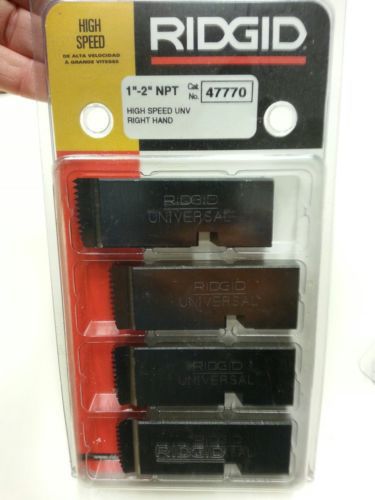 HIGH
SPEED
DE ALTA VELOCIDAD
À GRANDE VITESSE
RIDGID
1"-2" NPT Cat. No. 47770
HIGH SPEED UNV
RIGHT HAND
RIDGID
UNIVERSAL
RIDGID
UNIVERSAL
RIDGID
UNIVERSAL
RIDGID